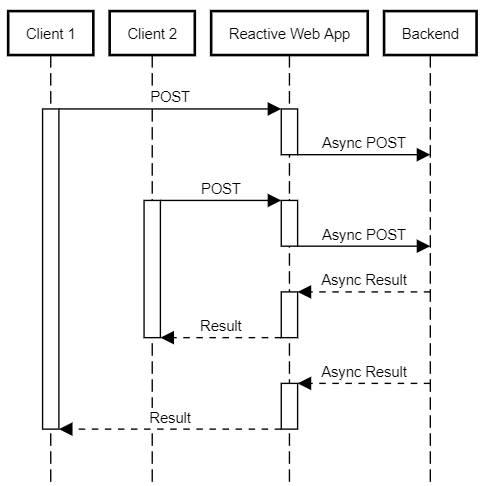 Client 1
Client 2
Reactive Web App
Backend
POST
Async POST
POST
Async POST
Async Result
Result
Async Result
Result